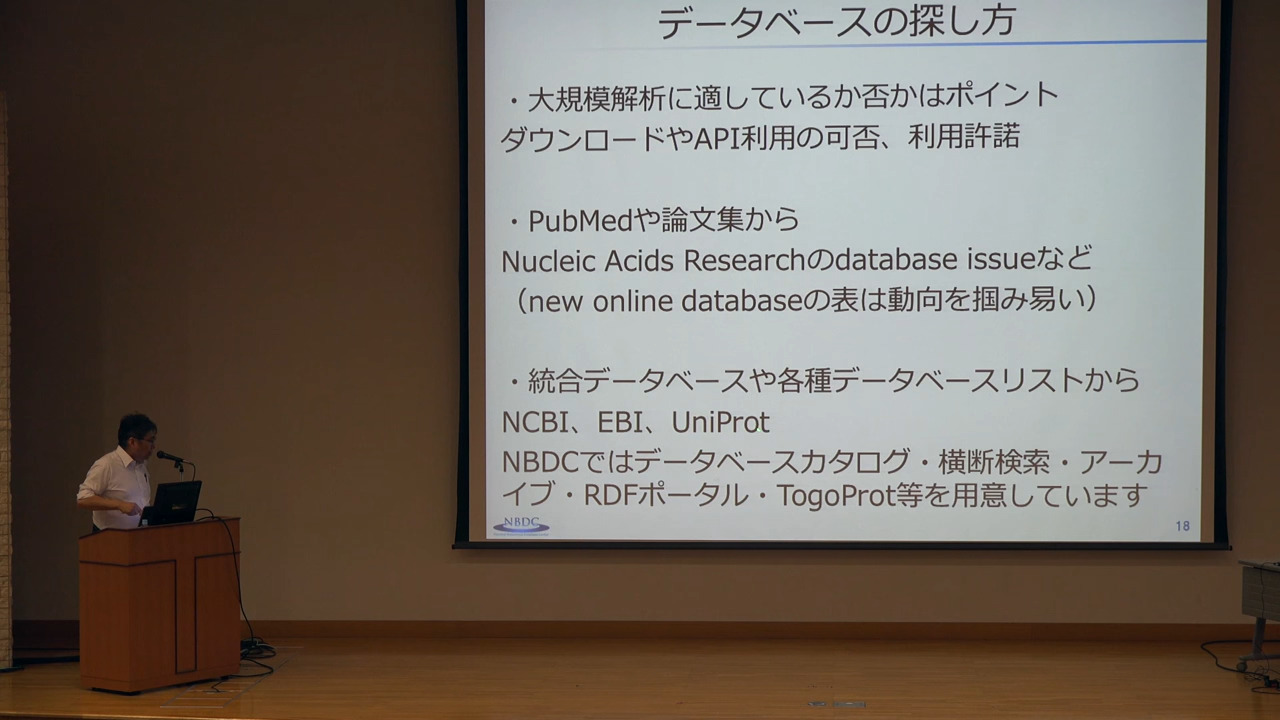 データベースの探し方
・大規模解析に適しているか否かはポイント
ダウンロードやAPI利用の可否、利用許諾
・PubMedや論文集から
Nucleic Acids Researchのdatabase issueなど
（new online databaseの表は動向を掴み易い）
・統合データベースや各種データベースリストから
NCBI、EBI、UniProt
NBDCではデータベースカタログ・横断検索・アーカ
イブ・RDFポータル・TogoProt等を用意しています
NBDC
18